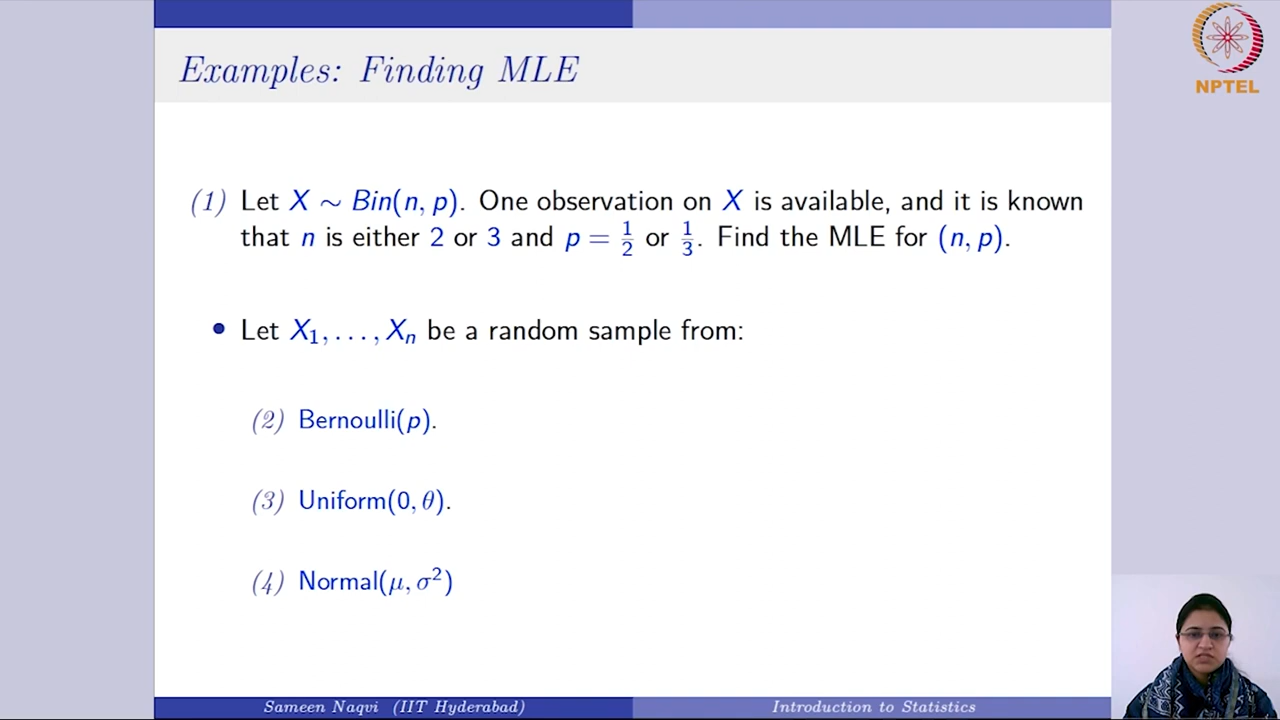 Examples: Finding MLE
NPTEL
(1) Let X ∼ Bin(n, p). One observation on X is available, and it is known
that n is either 2 or 3 and p = 1/2 or 1/3. Find the MLE for (n, p).
• Let X₁, . . . , Xₙ be a random sample from:
(2) Bernoulli(p).
(3) Uniform(0, θ).
(4) Normal(μ, σ²)
Sameen Naqvi (IIT Hyderabad)
Introduction to Statistics